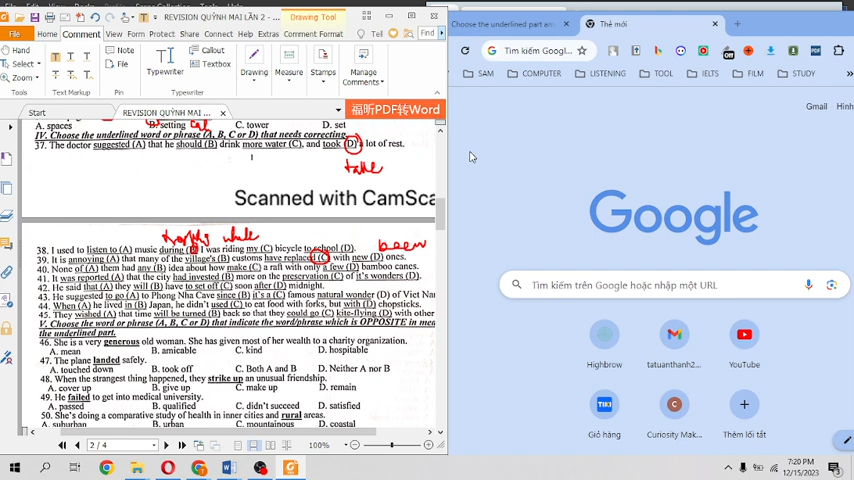 REVISION QUỲNH MAI LẦN 2 -
Drawing Tool
File
Home
Comment
View
Form
Protect
Share
Connect
Help
Extras
Comment Format
Tell
Find
Hand
Select
Zoom
Note
File
Typewriter
Callout
Textbox
Drawing
Measure
Stamps
Manage
Comments
Typewriter
Start
REVISION QUỲNH MAI LẦN
福昕PDF转Word
A. spaces B. setting C. tower D. set
IV. Choose the underlined word or phrase (A, B, C or D) that needs correcting.
37. The doctor suggested (A) that he should (B) drink more water (C), and took (D) a lot of rest.
take
Scanned with CamSca
while
been
38. I used to listen to (A) music during (B) I was riding my (C) bicycle to school (D).
39. It is annoying (A) that many of the village's (B) customs have replaced (C) with new (D) ones.
40. None of (A) them had any (B) idea about how make (C) a raft with only a few (D) bamboo canes.
41. It was reported (A) that the city had invested (B) more on the preservation (C) of it's wonders (D).
42. He said that (A) they will (B) have to set off (C) soon after (D) midnight.
43. He suggested to go (A) to Phong Nha Cave since (B) it's a (C) famous natural wonder (D) of Viet Nar
44. When (A) he lived in (B) Japan, he didn't used (C) to eat food with forks, but with (D) chopsticks.
45. They wished (A) that time will be turned (B) back so that they could go (C) kite-flying (D) with other
V. Choose the word or phrase (A, B, C or D) that indicate the word/phrase which is OPPOSITE in mea
the underlined part.
46. She is a very generous old woman. She has given most of her wealth to a charity organization.
A. mean B. amicable C. kind D. hospitable
47. The plane landed safely.
A. touched down B. took off C. Both A and B D. Neither A nor B
48. When the strangest thing happened, they strike up an unusual friendship.
A. cover up B. give up C. make up D. remain
49. He failed to get into medical university.
A. passed B. qualified C. didn't succeed D. satisfied
50. She's doing a comparative study of health in inner cities and rural areas.
A. suburban B. urban C. mountainous D. coastal
2 / 4
100%
Choose the underlined part am
Thẻ mới
Tìm kiếm Googl...
Off
PDF
SAM
COMPUTER
LISTENING
TOOL
IELTS
FILM
STUDY
Gmail
Hình
Google
Tìm kiếm trên Google hoặc nhập một URL
Highbrow
tatuanthanh2...
YouTube
TIKI
C
Giỏ hàng
Curiosity Mak...
Thêm lối tắt
7:20 PM
12/15/2023
3